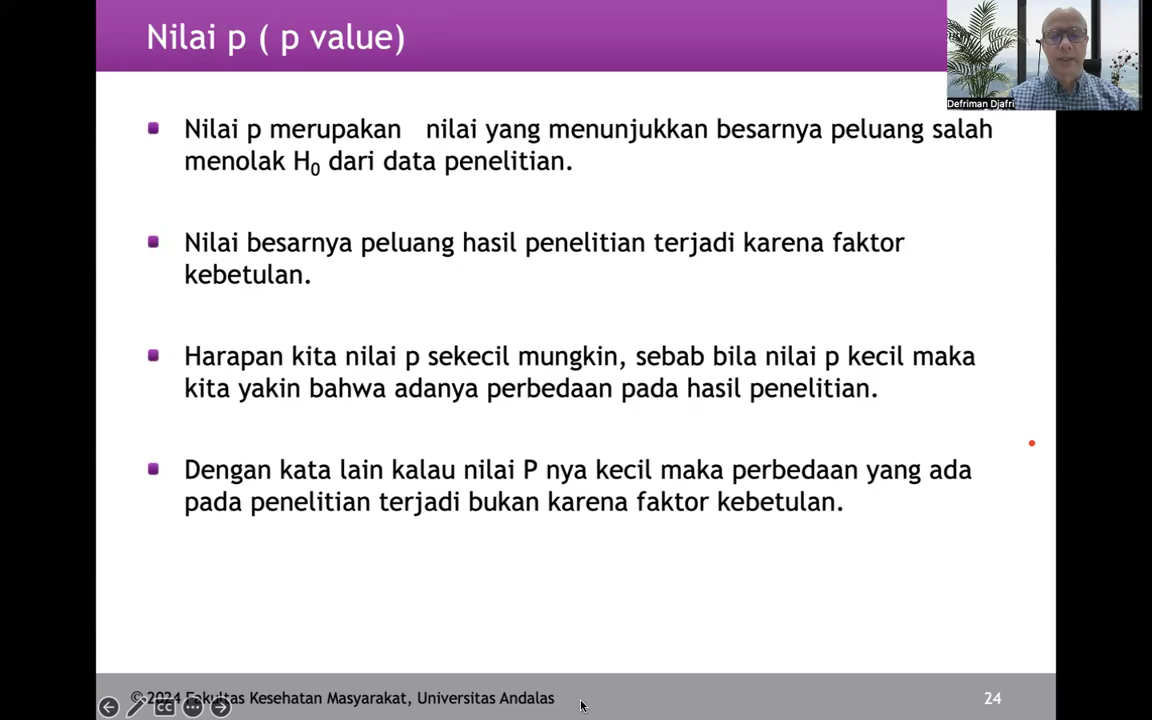 Nilai p ( p value)
Defriman Djafri
Nilai p merupakan nilai yang menunjukkan besarnya peluang salah
menolak H₀ dari data penelitian.
Nilai besarnya peluang hasil penelitian terjadi karena faktor
kebetulan.
Harapan kita nilai p sekecil mungkin, sebab bila nilai p kecil maka
kita yakin bahwa adanya perbedaan pada hasil penelitian.
Dengan kata lain kalau nilai P nya kecil maka perbedaan yang ada
pada penelitian terjadi bukan karena faktor kebetulan.
©2024 Fakultas Kesehatan Masyarakat, Universitas Andalas
CC
24